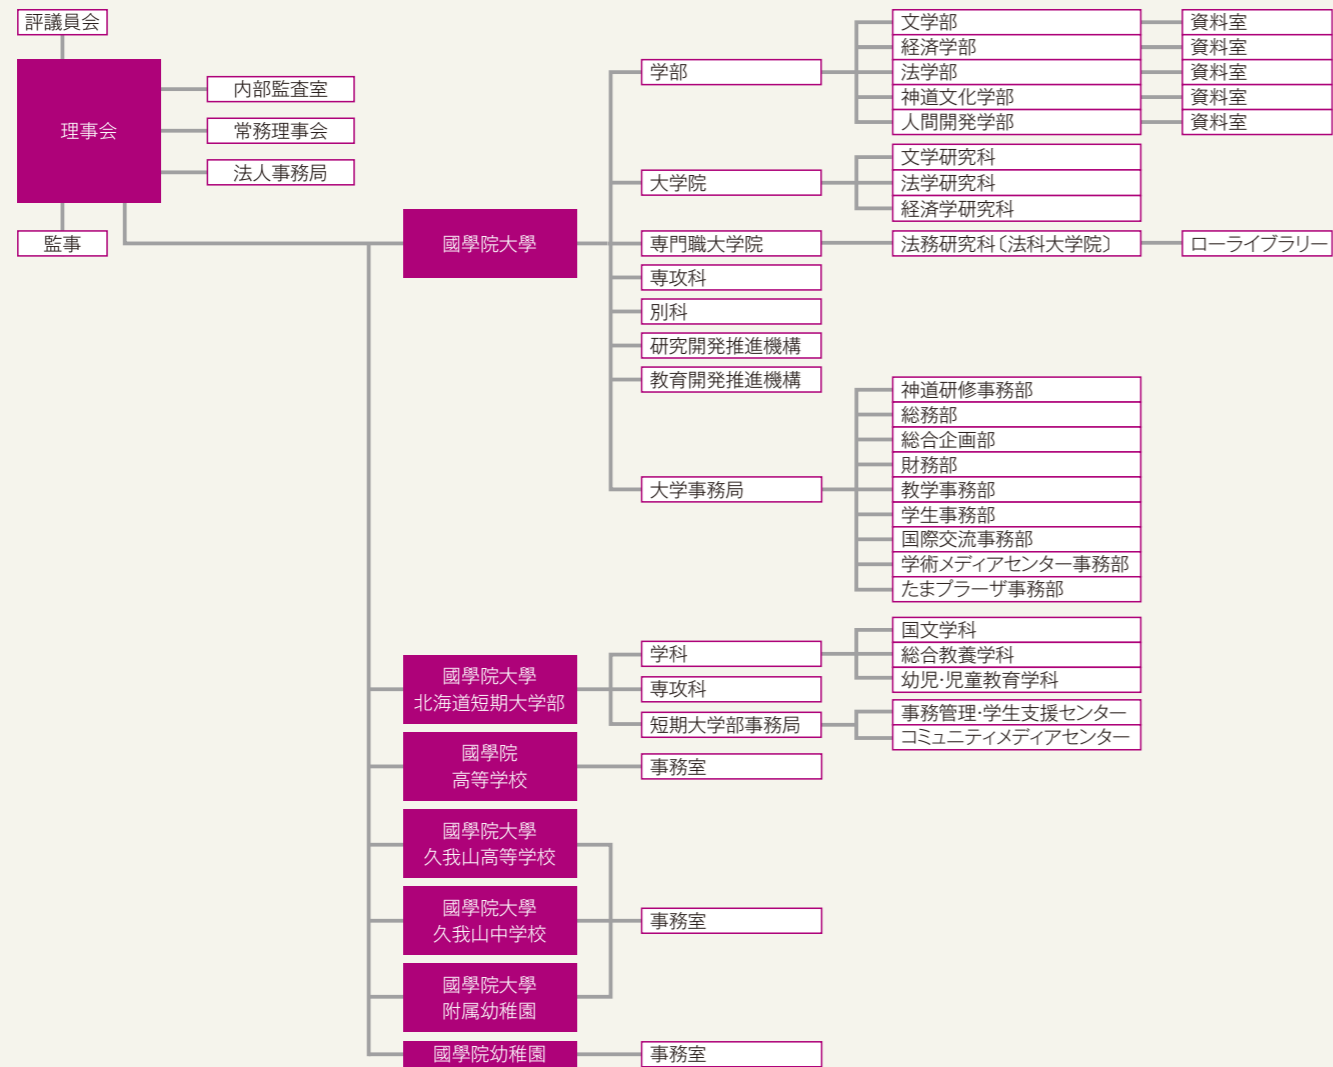 評議員会
理事会
内部監査室
常務理事会
法人事務局
監事
國學院大學
学部
文学部
資料室
経済学部
資料室
法学部
資料室
神道文化学部
資料室
人間開発学部
資料室
大学院
文学研究科
法学研究科
経済学研究科
専門職大学院
法務研究科〔法科大学院〕
ローライブラリー
専攻科
別科
研究開発推進機構
教育開発推進機構
大学事務局
神道研修事務部
総務部
総合企画部
財務部
教学事務部
学生事務部
国際交流事務部
学術メディアセンター事務部
たまプラーザ事務部
國學院大學
北海道短期大学部
学科
国文学科
総合教養学科
幼児・児童教育学科
専攻科
短期大学部事務局
事務管理・学生支援センター
コミュニティメディアセンター
國學院
高等学校
事務室
國學院大學
久我山高等学校
國學院大學
久我山中学校
事務室
國學院大學
附属幼稚園
國學院幼稚園
事務室